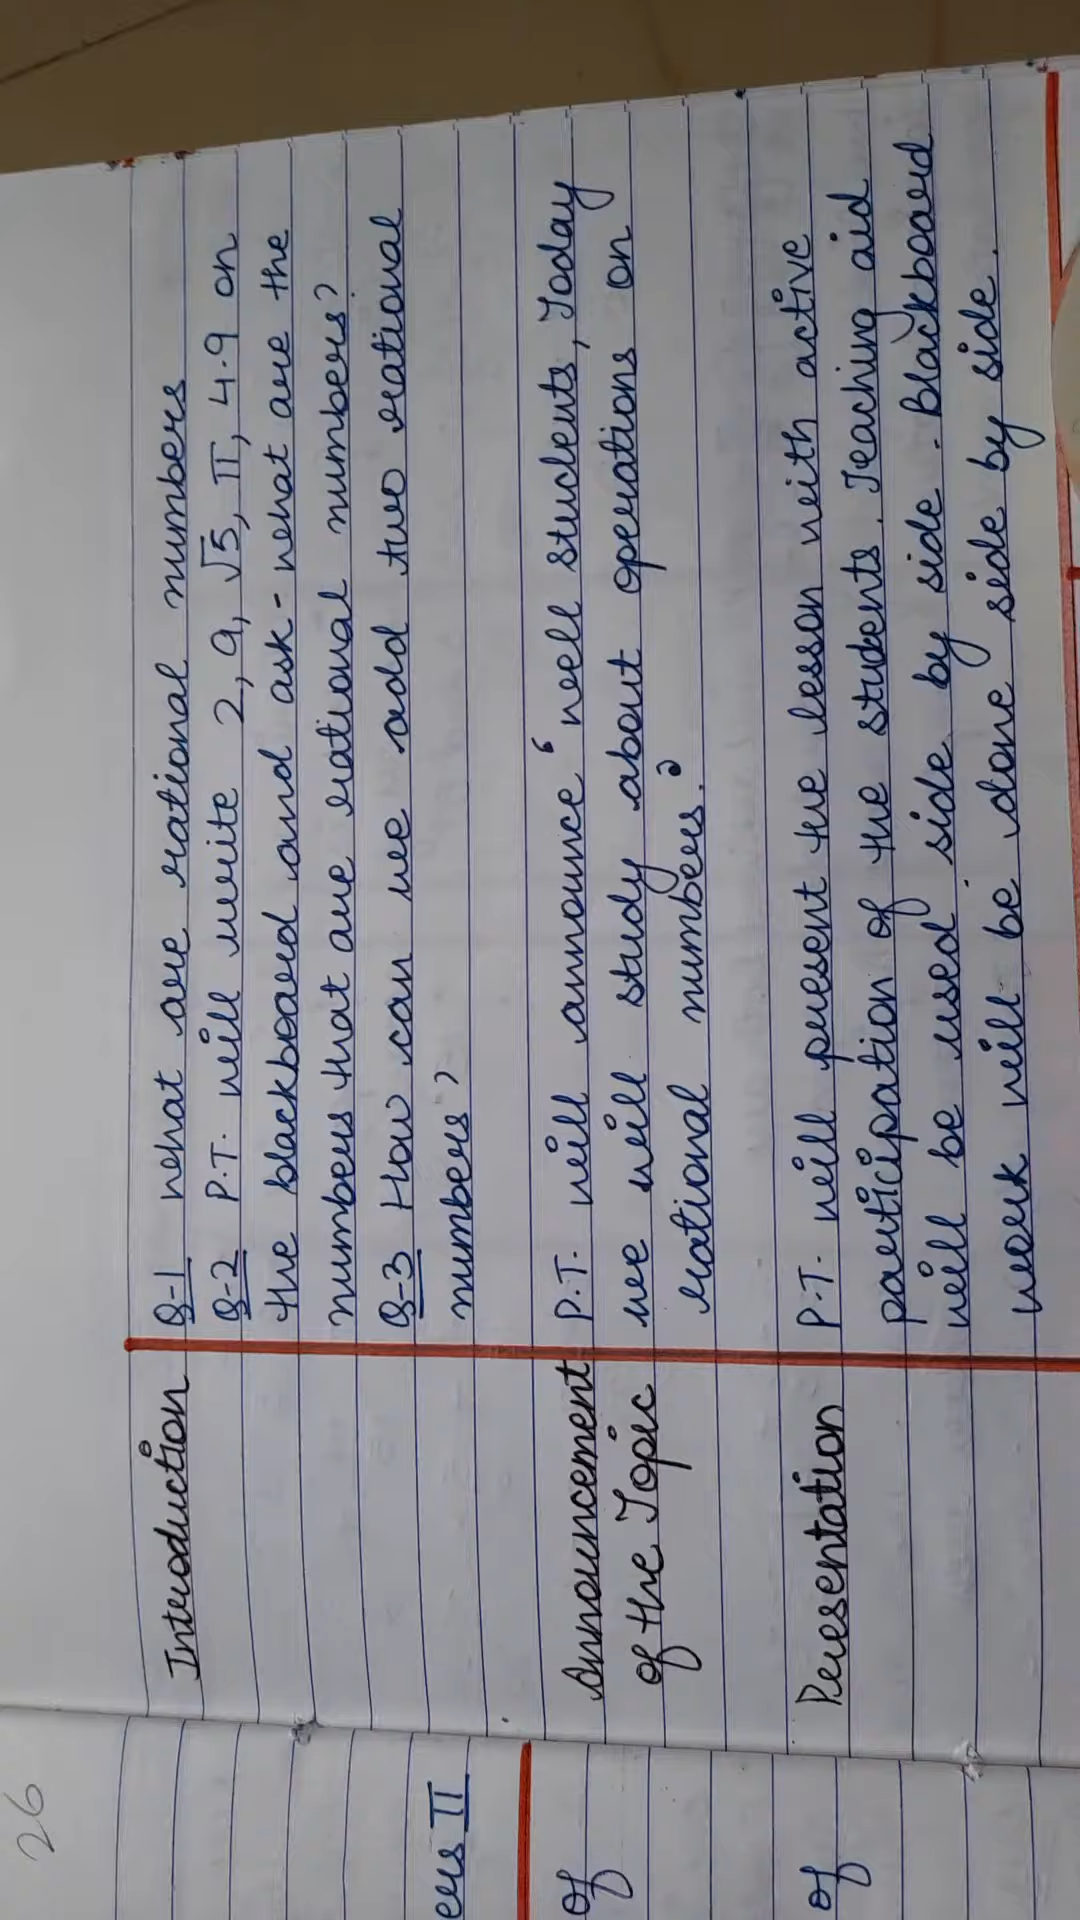 26
ers II
of
of
Introduction Q-1 what are rational numbers
Q-2 P.T. will write 2, 9, √5, π, 4.9 on
the blackboard and ask - what are the
numbers that are rational numbers?
Q-3 How can we add two rational
numbers?
Announcement P.T. will announce “well students, Today
of the Topic we will study about operations on
rational numbers.”
Presentation P.T. will present the lesson with active
participation of the students. Teaching aid
will be used side by side. Blackboard
work will be done side by side.